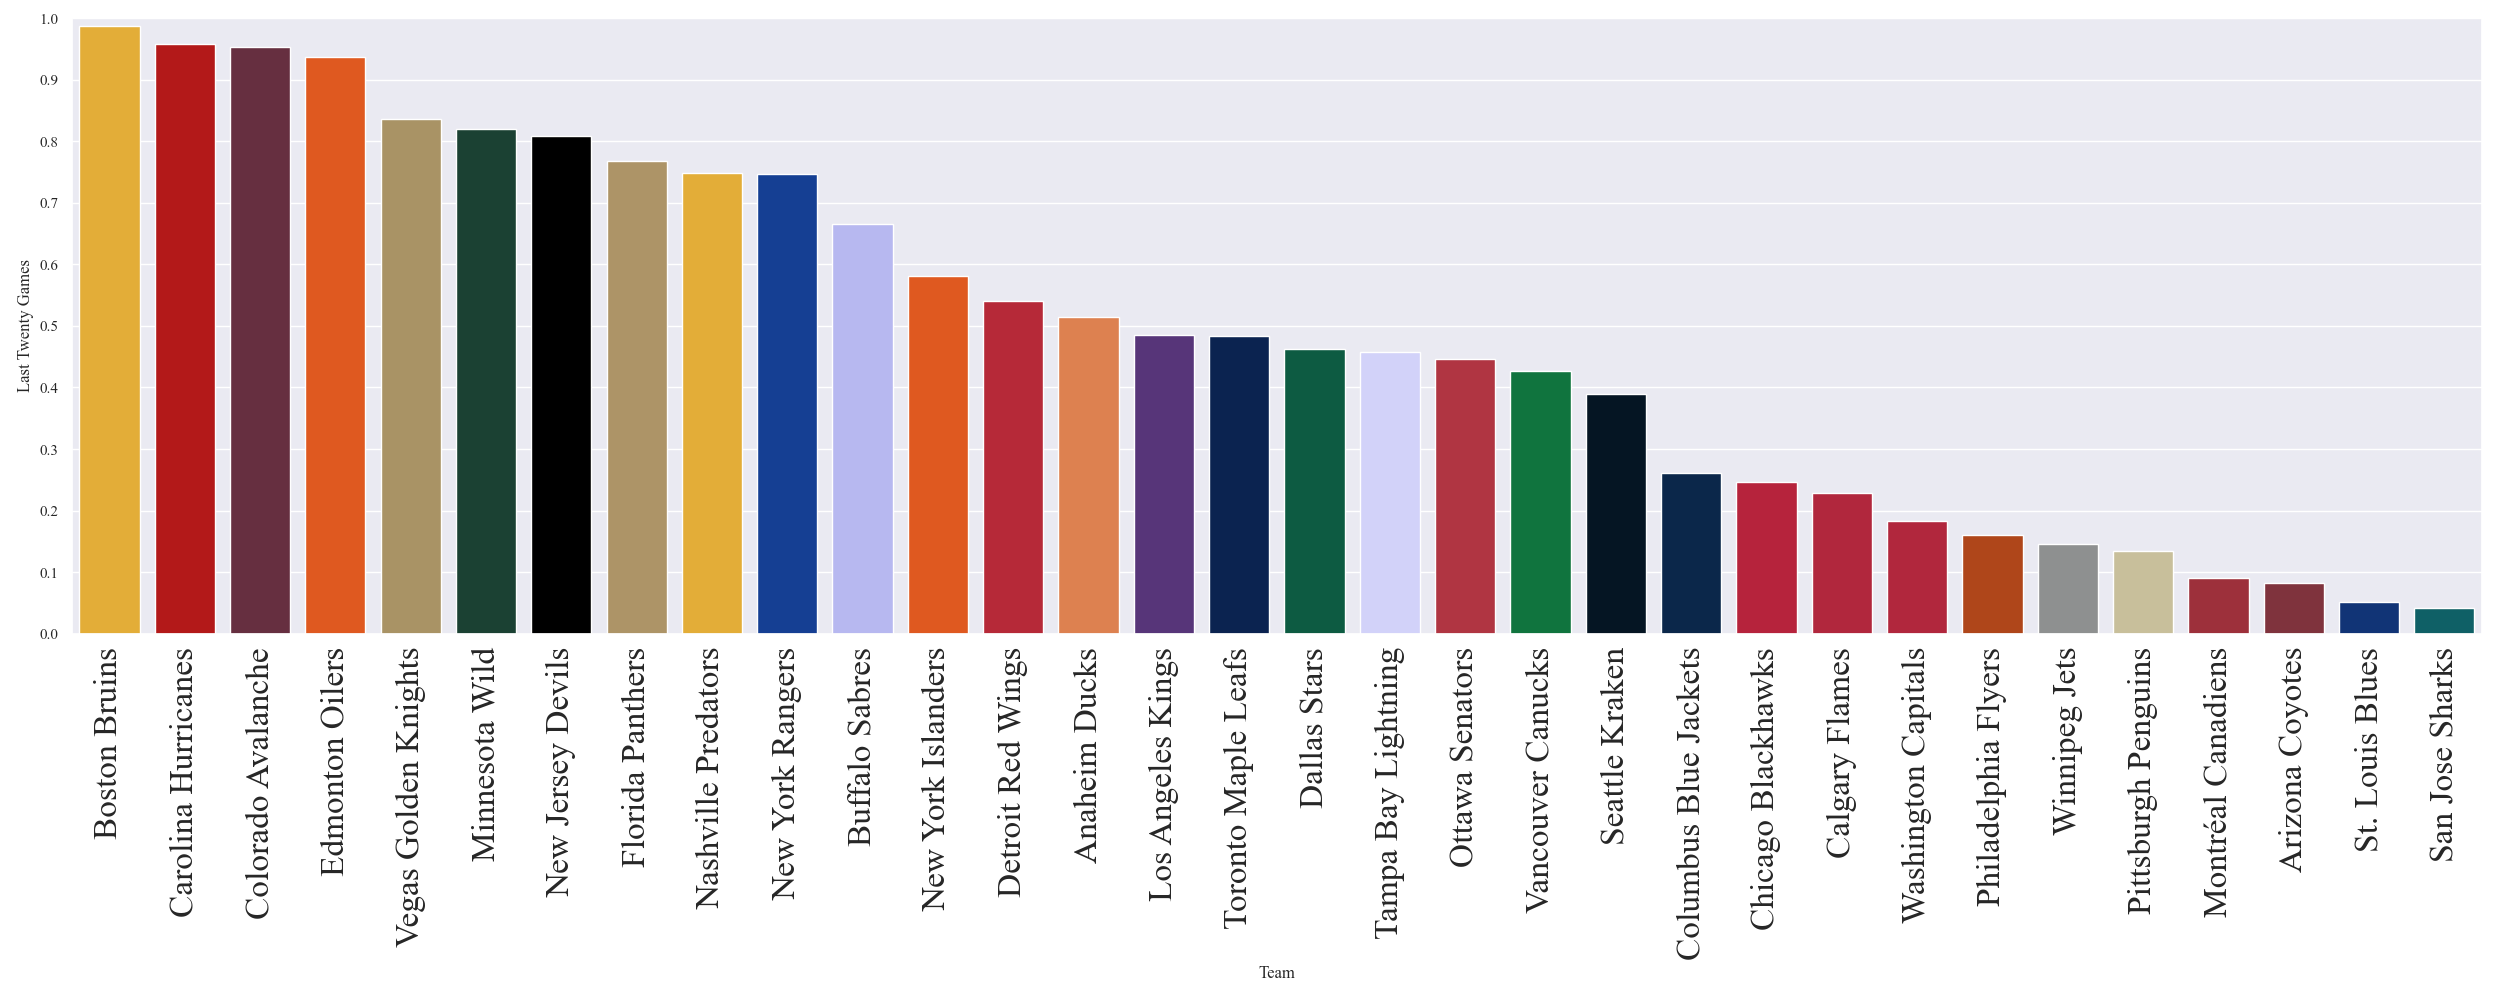 1.0
0.9
0.8
0.7
0.6
0.5
0.4
0.3
0.2
0.1
0.0
Last Twenty Games
Boston Bruins
Carolina Hurricanes
Colorado Avalanche
Edmonton Oilers
Vegas Golden Knights
Minnesota Wild
New Jersey Devils
Florida Panthers
Nashville Predators
New York Rangers
Buffalo Sabres
New York Islanders
Detroit Red Wings
Anaheim Ducks
Los Angeles Kings
Toronto Maple Leafs
Dallas Stars
Tampa Bay Lightning
Ottawa Senators
Vancouver Canucks
Seattle Kraken
Columbus Blue Jackets
Chicago Blackhawks
Calgary Flames
Washington Capitals
Philadelphia Flyers
Winnipeg Jets
Pittsburgh Penguins
Montréal Canadiens
Arizona Coyotes
St. Louis Blues
San Jose Sharks
Team